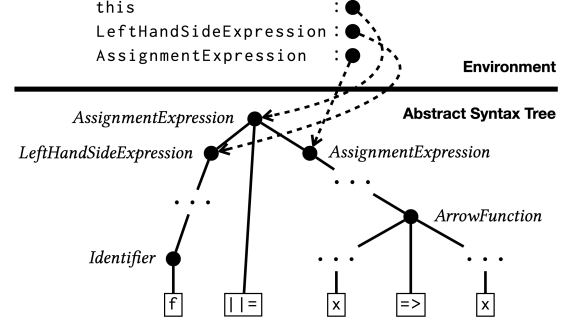 this :
LeftHandSideExpression :
AssignmentExpression :
Environment
Abstract Syntax Tree
AssignmentExpression
LeftHandSideExpression
AssignmentExpression
. . .
. . .
ArrowFunction
Identifier
. . .
. . .
f ||= x => x